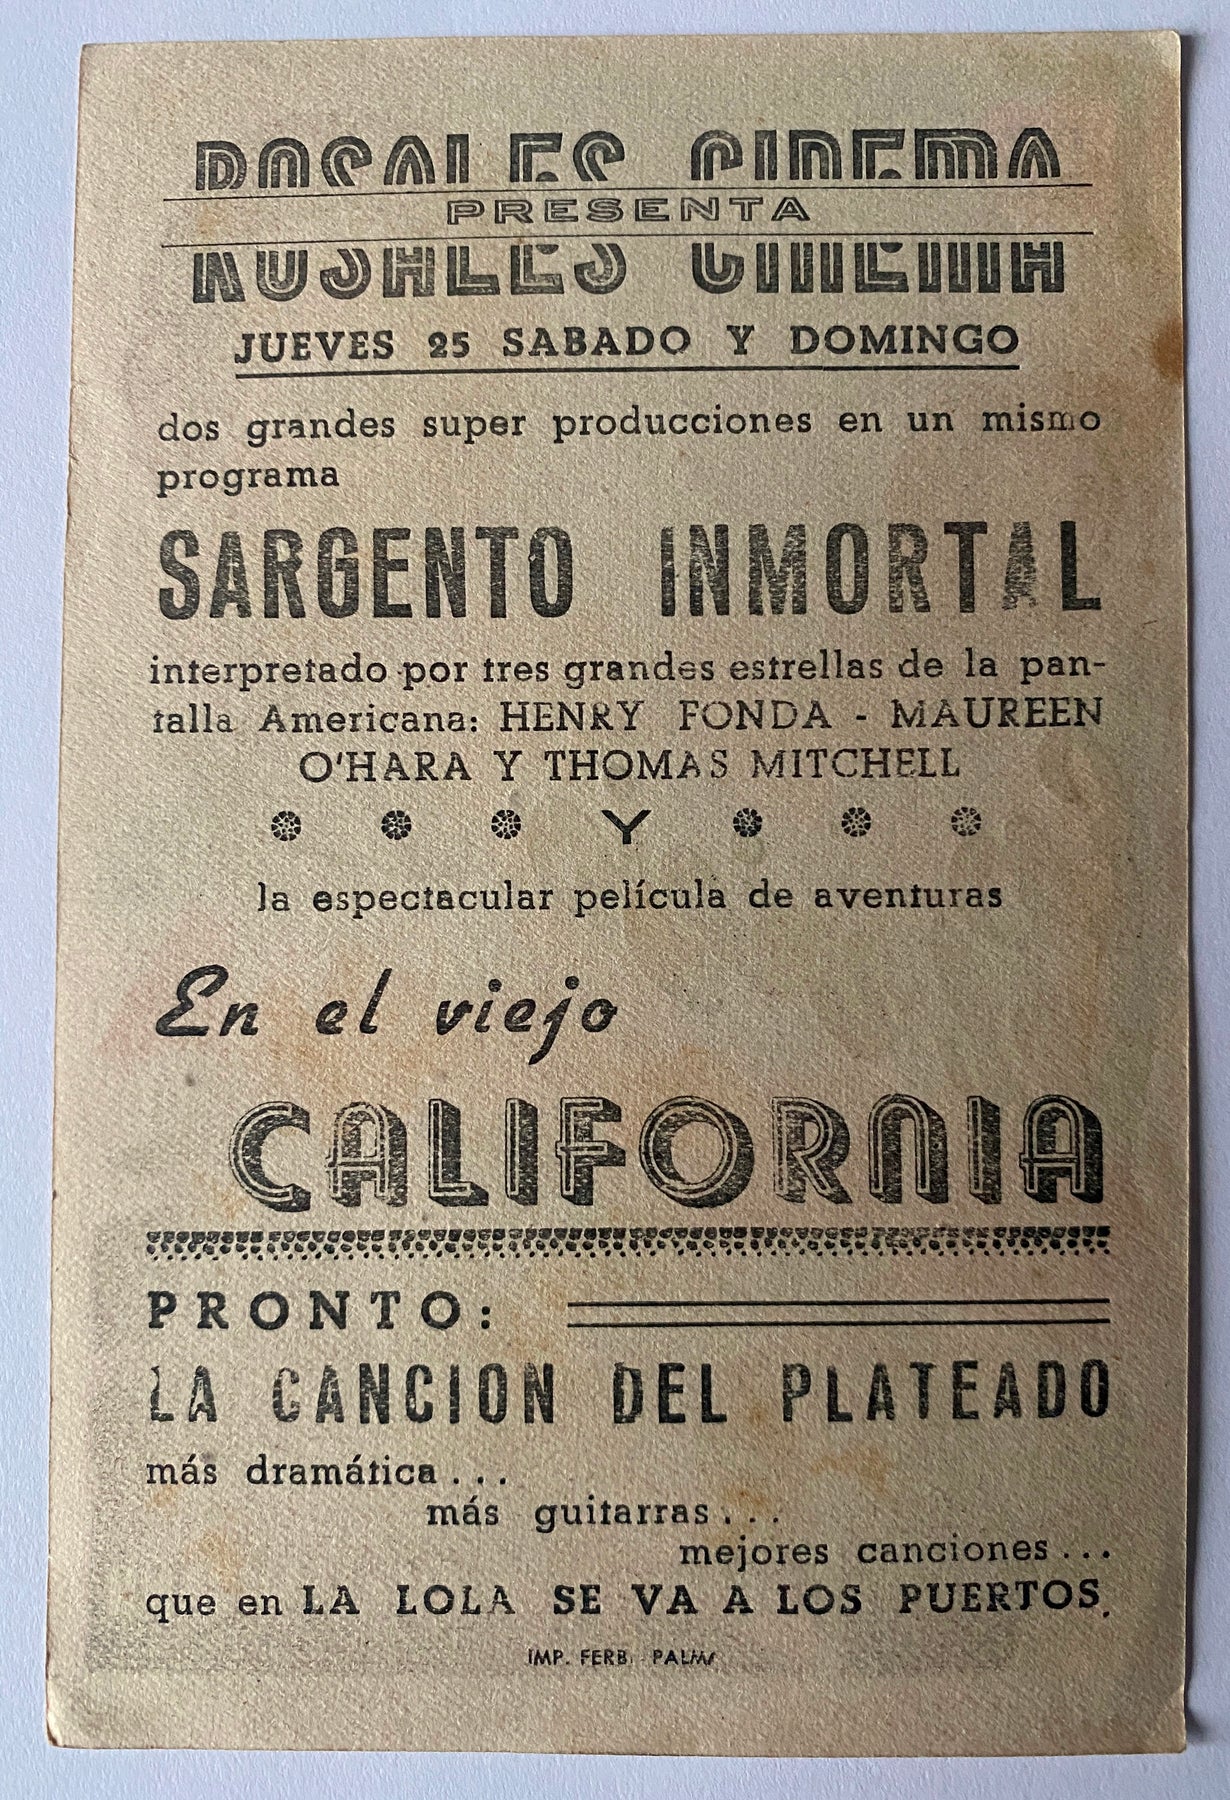 ROSALES CINEMA
PRESENTA
JUEVES 25 SABADO Y DOMINGO
dos grandes super producciones en un mismo
programa
SARGENTO INMORTAL
interpretado por tres grandes estrellas de la pan-
talla Americana: HENRY FONDA - MAUREEN
O'HARA Y THOMAS MITCHELL
Y
la espectacular película de aventuras
En el viejo
CALIFORNIA
PRONTO:
LA CANCION DEL PLATEADO
más dramática...
más guitarras...
mejores canciones...
que en LA LOLA SE VA A LOS PUERTOS.
IMP. FERB. PALMA